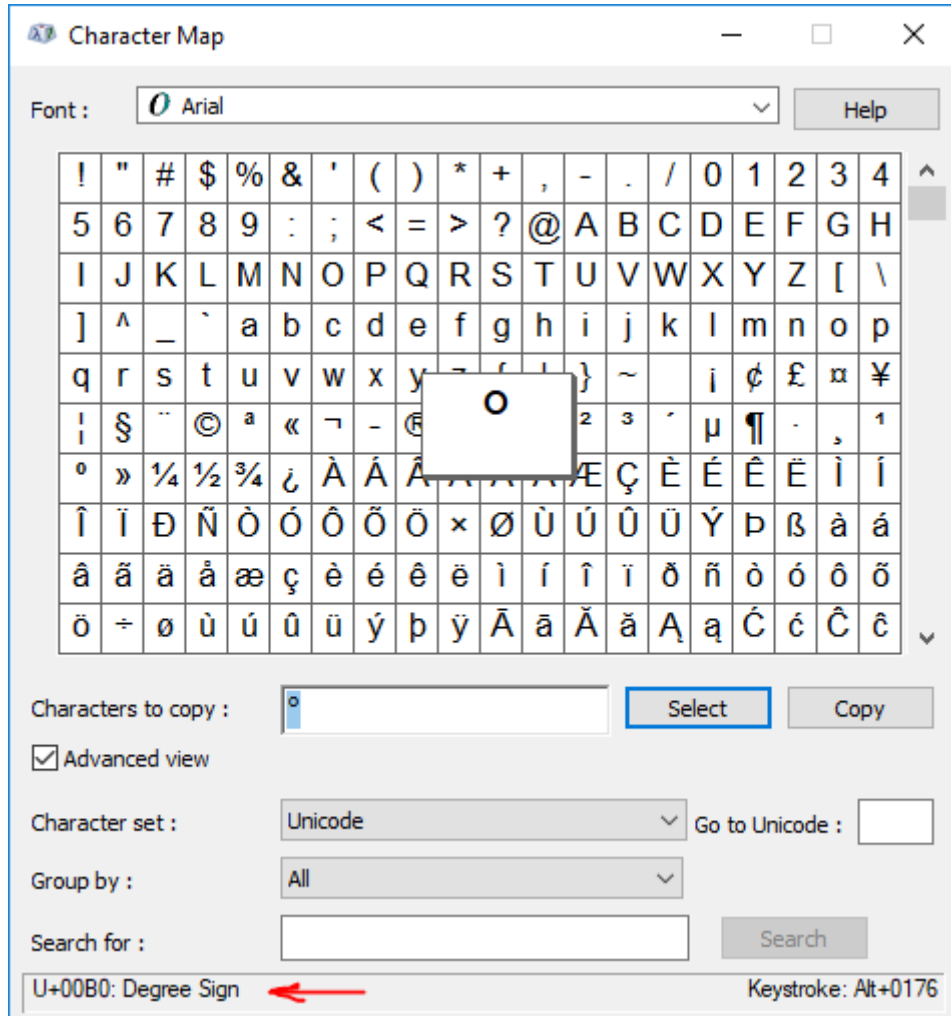 Character Map
Font :
O Arial
Help
! " # $ % & ' ( ) * + , - . / 0 1 2 3 4
5 6 7 8 9 : ; < = > ? @ A B C D E F G H
I J K L M N O P Q R S T U V W X Y Z [ \
] ^ _ ` a b c d e f g h i j k l m n o p
q r s t u v w x y } ~ ¡ ¢ £ ¤ ¥
¦ § ¨ © ª « ¬ - ® ° ² ³ ´ µ ¶ · ¸ ¹
º » ¼ ½ ¾ ¿ À Á Â Æ Ç È É Ê Ë Ì Í
Î Ï Ð Ñ Ò Ó Ô Õ Ö × Ø Ù Ú Û Ü Ý Þ ß à á
â ã ä å æ ç è é ê ë ì í î ï ð ñ ò ó ô õ
ö ÷ ø ù ú û ü ý þ ÿ Ā ā Ă ă Ą ą Ć ć Ĉ ĉ
Characters to copy :
°
Select
Copy
Advanced view
Character set :
Unicode
Go to Unicode :
Group by :
All
Search for :
Search
U+00B0: Degree Sign
Keystroke: Alt+0176